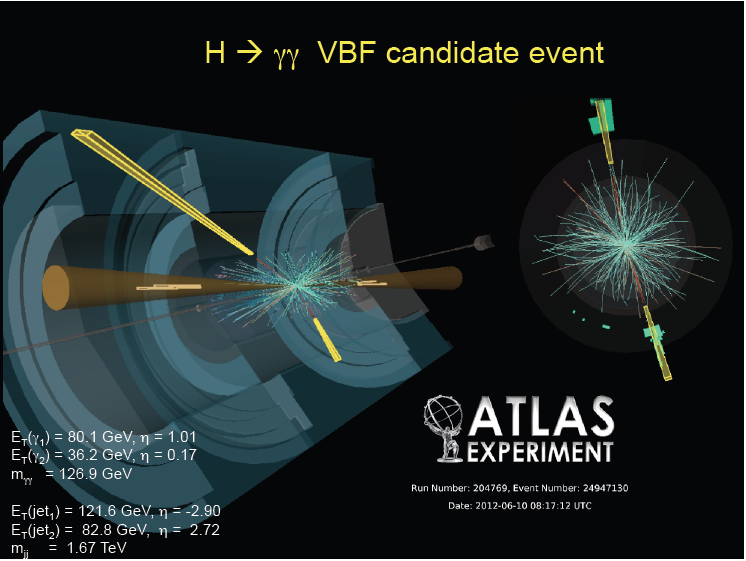 H → γγ VBF candidate event
E_T(γ₁) = 80.1 GeV, η = 1.01
E_T(γ₂) = 36.2 GeV, η = 0.17
m_γγ = 126.9 GeV
E_T(jet₁) = 121.6 GeV, η = -2.90
E_T(jet₂) = 82.8 GeV, η = 2.72
m_jj = 1.67 TeV
ATLAS
EXPERIMENT
Run Number: 204769, Event Number: 24947130
Date: 2012-06-10 08:17:12 UTC